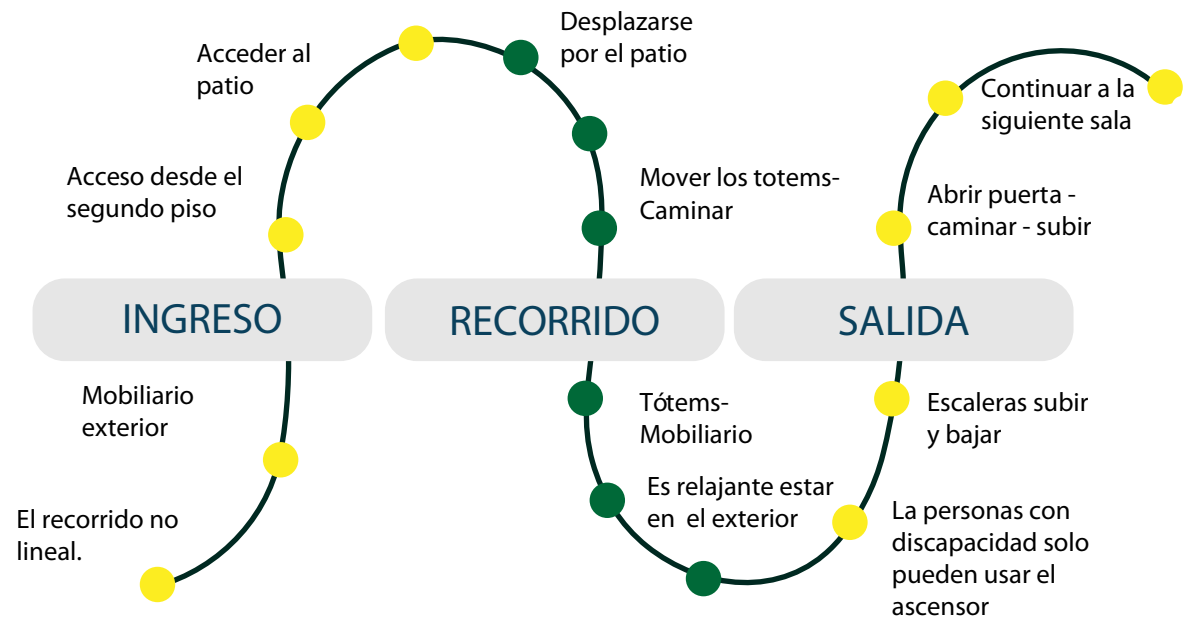 Desplazarse
por el patio
Acceder al
patio
Continuar a la
siguiente sala
Acceso desde el
segundo piso
Mover los totems-
Caminar
Abrir puerta -
caminar - subir
INGRESO
RECORRIDO
SALIDA
Mobiliario
exterior
Tótems-
Mobiliario
Escaleras subir
y bajar
Es relajante estar
en el exterior
El recorrido no
lineal.
La personas con
discapacidad solo
pueden usar el
ascensor